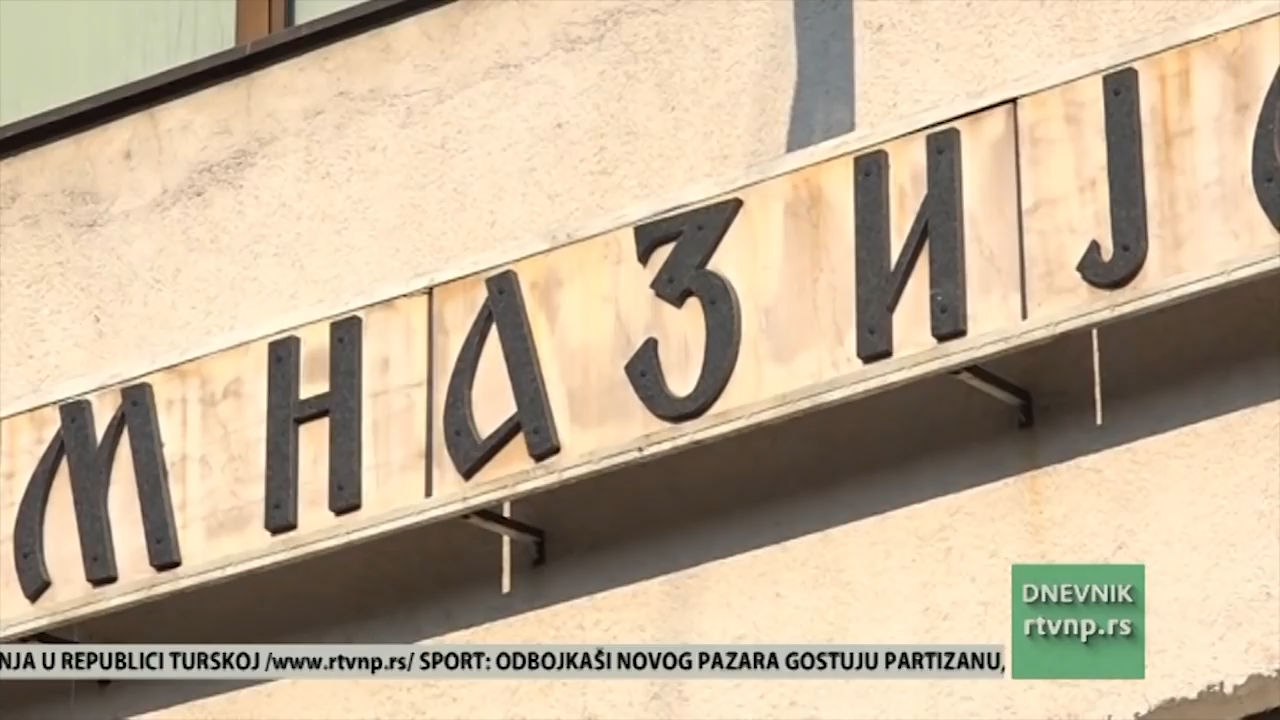 МНАЗИЈ
DNEVNIK
rtvnp.rs
NJA U REPUBLICI TURSKOJ /www.rtvnp.rs/ SPORT: ODBOJKAŠI NOVOG PAZARA GOSTUJU PARTIZANU,